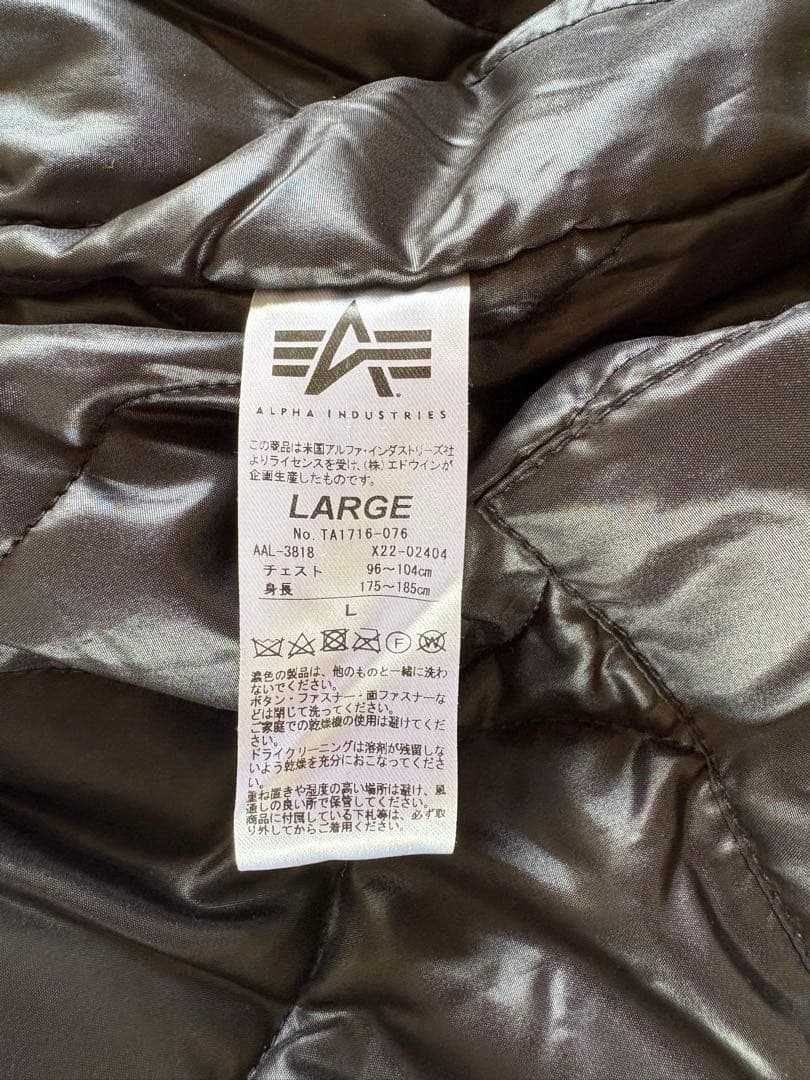 ALPHA INDUSTRIES
この商品は米国アルファ・インダストリーズ社
よりライセンスを受け、(株)エドウインが
企画生産したものです。
LARGE
No. TA1716-076
AAL-3818 X22-02404
チェスト 96～104cm
身長 175～185cm
L
F W
濃色の製品は、他のものと一緒に洗わ
ないでください。
ボタン・ファスナー・面ファスナーな
どは閉じて洗ってください。
ご家庭での乾燥機の使用は避けてくだ
さい。
ドライクリーニングは溶剤が残留しな
いよう乾燥を充分におこなってくださ
い。
重ね置きや湿度の高い場所は避け、風
通しの良い所で保管してください。
商品に付属している下札等は、必ず取
り外してからご着用ください。